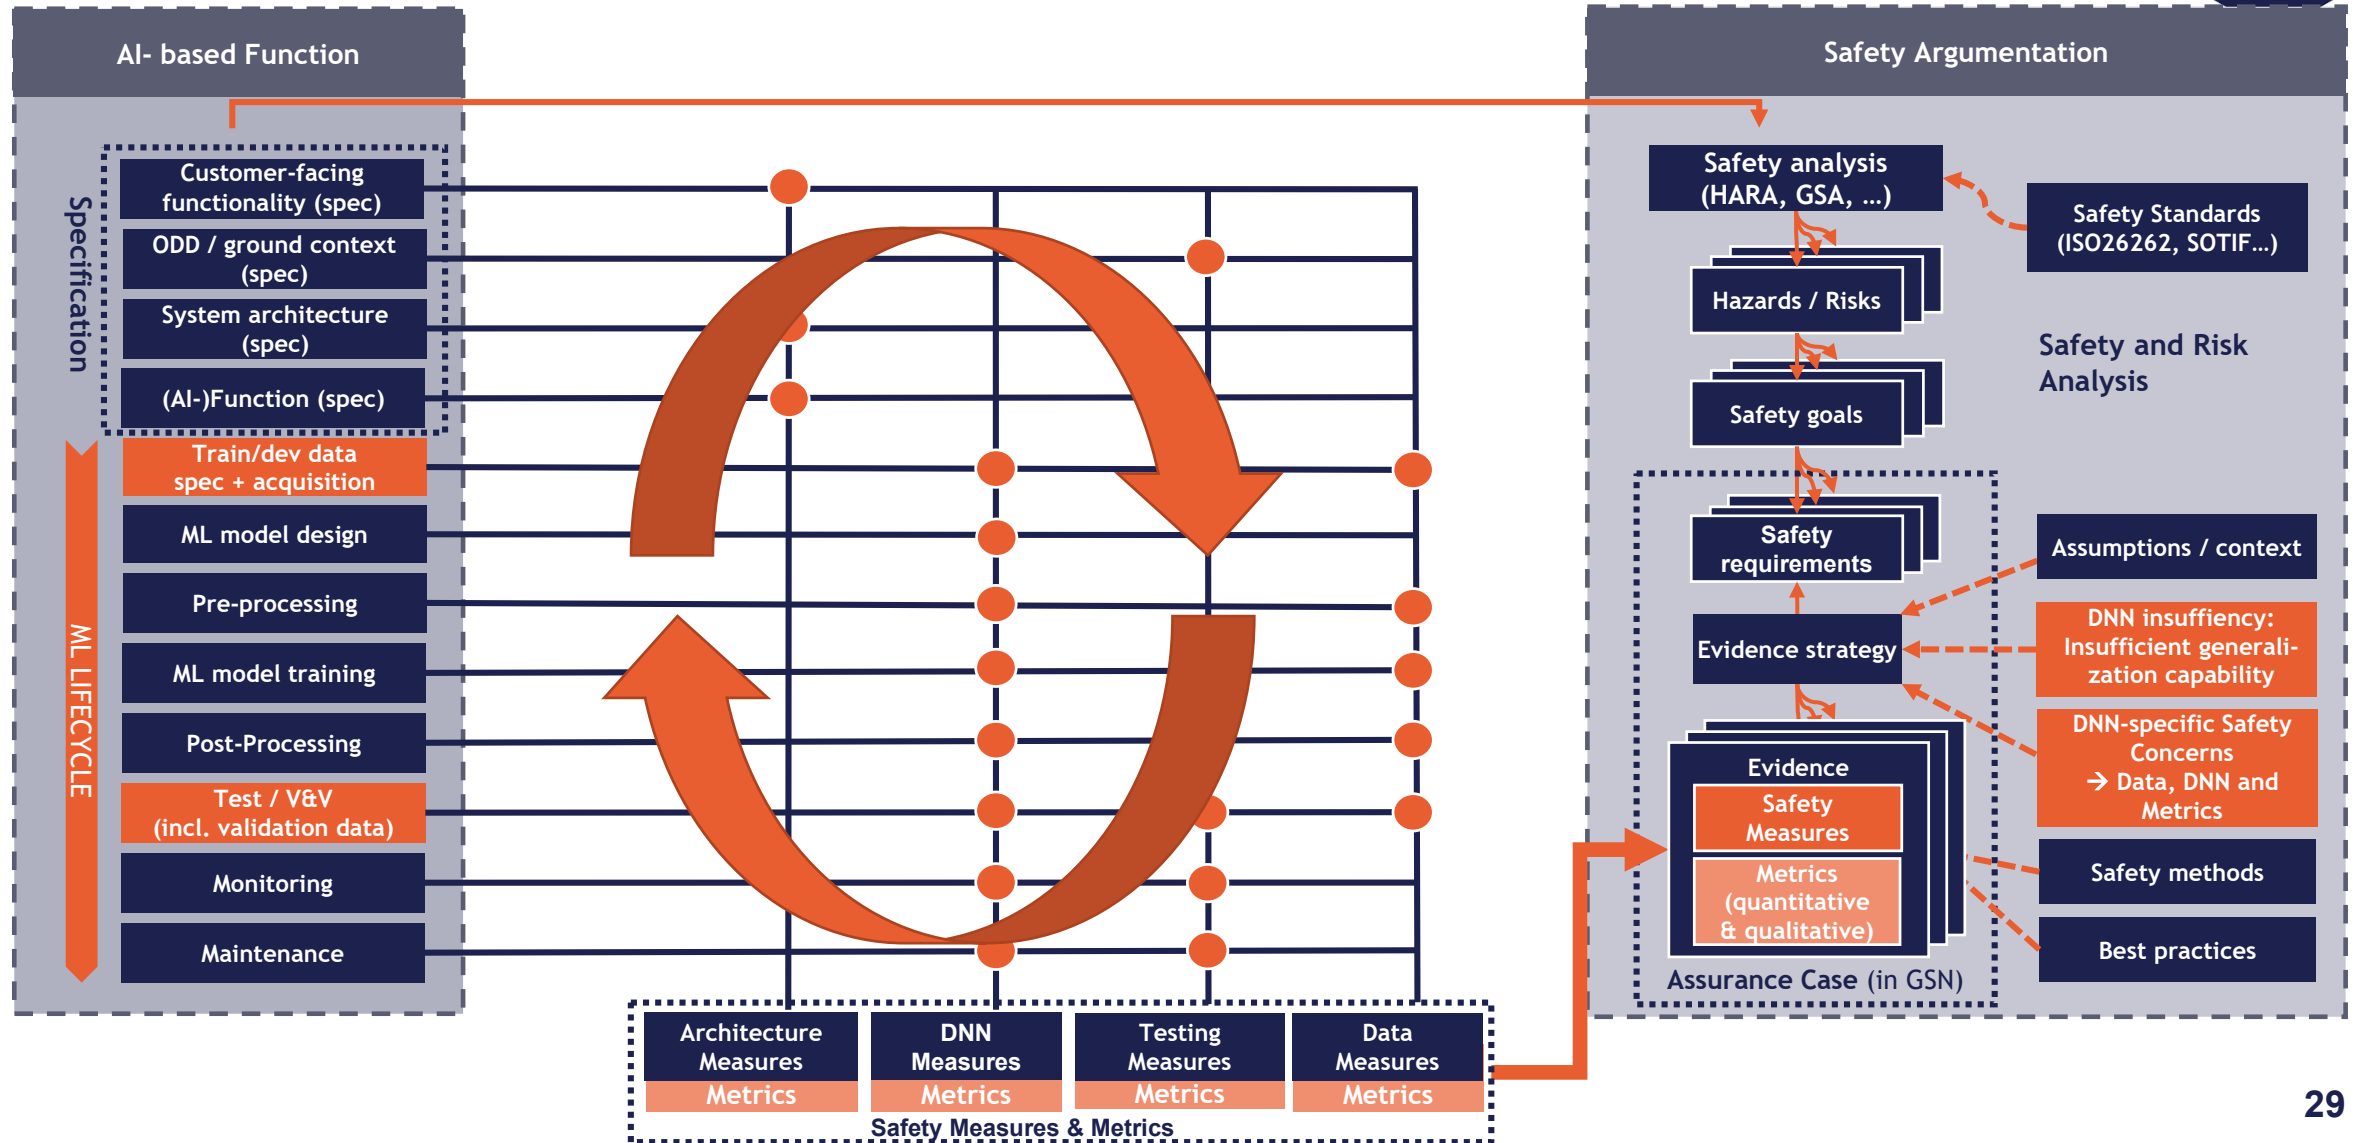 AI- based Function
Specification
Customer-facing
functionality (spec)
ODD / ground context
(spec)
System architecture
(spec)
(AI-)Function (spec)
ML LIFECYCLE
Train/dev data
spec + acquisition
ML model design
Pre-processing
ML model training
Post-Processing
Test / V&V
(incl. validation data)
Monitoring
Maintenance
Architecture
Measures
Metrics
DNN
Measures
Metrics
Testing
Measures
Metrics
Data
Measures
Metrics
Safety Measures & Metrics
Safety Argumentation
Safety analysis
(HARA, GSA, …)
Safety Standards
(ISO26262, SOTIF…)
Hazards / Risks
Safety and Risk
Analysis
Safety goals
Safety
requirements
Assumptions / context
Evidence strategy
DNN insuffiency:
Insufficient generali-
zation capability
DNN-specific Safety
Concerns
→ Data, DNN and
Metrics
Evidence
Safety
Measures
Metrics
(quantitative
& qualitative)
Safety methods
Best practices
Assurance Case (in GSN)
29